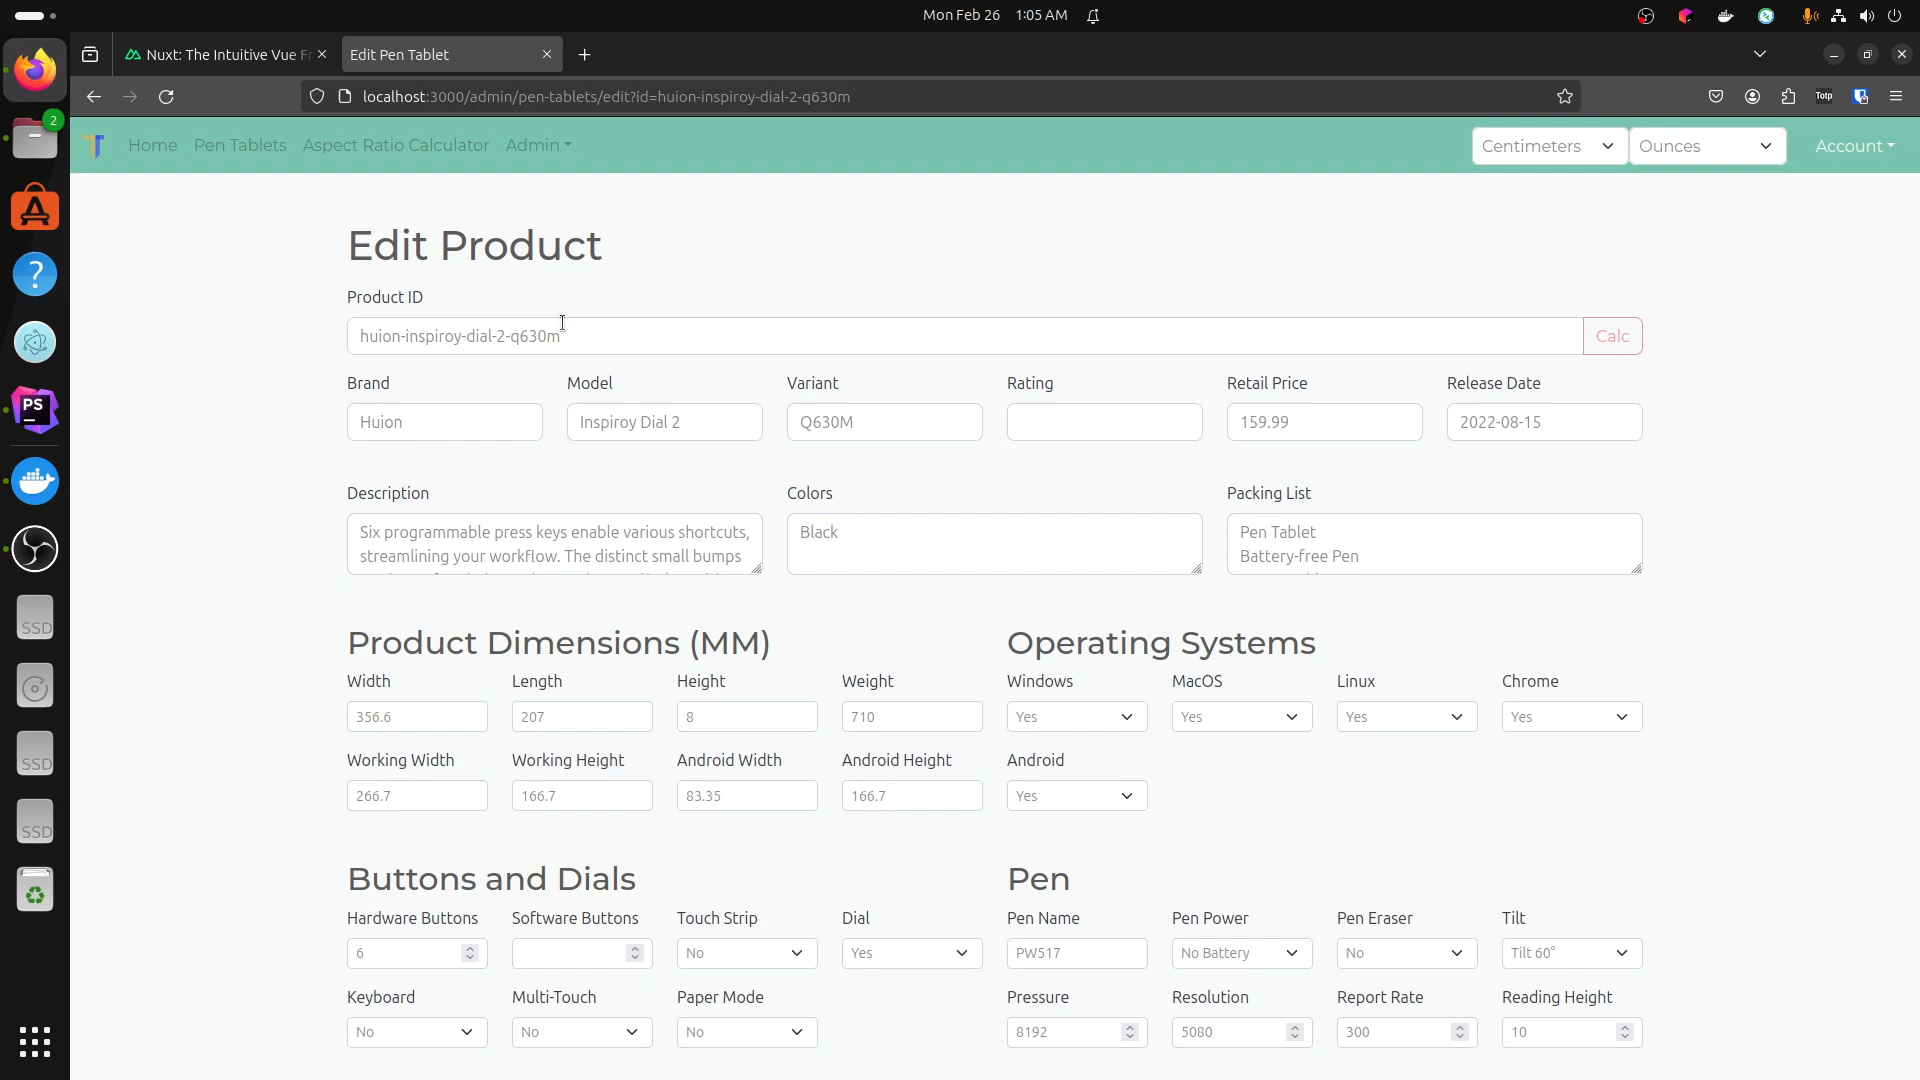 Mon Feb 26 1:05 AM
Nuxt: The Intuitive Vue Fr
Edit Pen Tablet
2
localhost:3000/admin/pen-tablets/edit?id=huion-inspiroy-dial-2-q630m
Totp
Home Pen Tablets Aspect Ratio Calculator Admin
Centimeters Ounces Account
Edit Product
Product ID
huion-inspiroy-dial-2-q630m Calc
Brand Model Variant Rating Retail Price Release Date
Huion Inspiroy Dial 2 Q630M 159.99 2022-08-15
Description Colors Packing List
Six programmable press keys enable various shortcuts, Black Pen Tablet
streamlining your workflow. The distinct small bumps Battery-free Pen
Product Dimensions (MM) Operating Systems
Width Length Height Weight Windows MacOS Linux Chrome
356.6 207 8 710 Yes Yes Yes Yes
Working Width Working Height Android Width Android Height Android
266.7 166.7 83.35 166.7 Yes
Buttons and Dials Pen
Hardware Buttons Software Buttons Touch Strip Dial Pen Name Pen Power Pen Eraser Tilt
6 No Yes PW517 No Battery No Tilt 60°
Keyboard Multi-Touch Paper Mode Pressure Resolution Report Rate Reading Height
No No No 8192 5080 300 10
PS
SSD
SSD
SSD